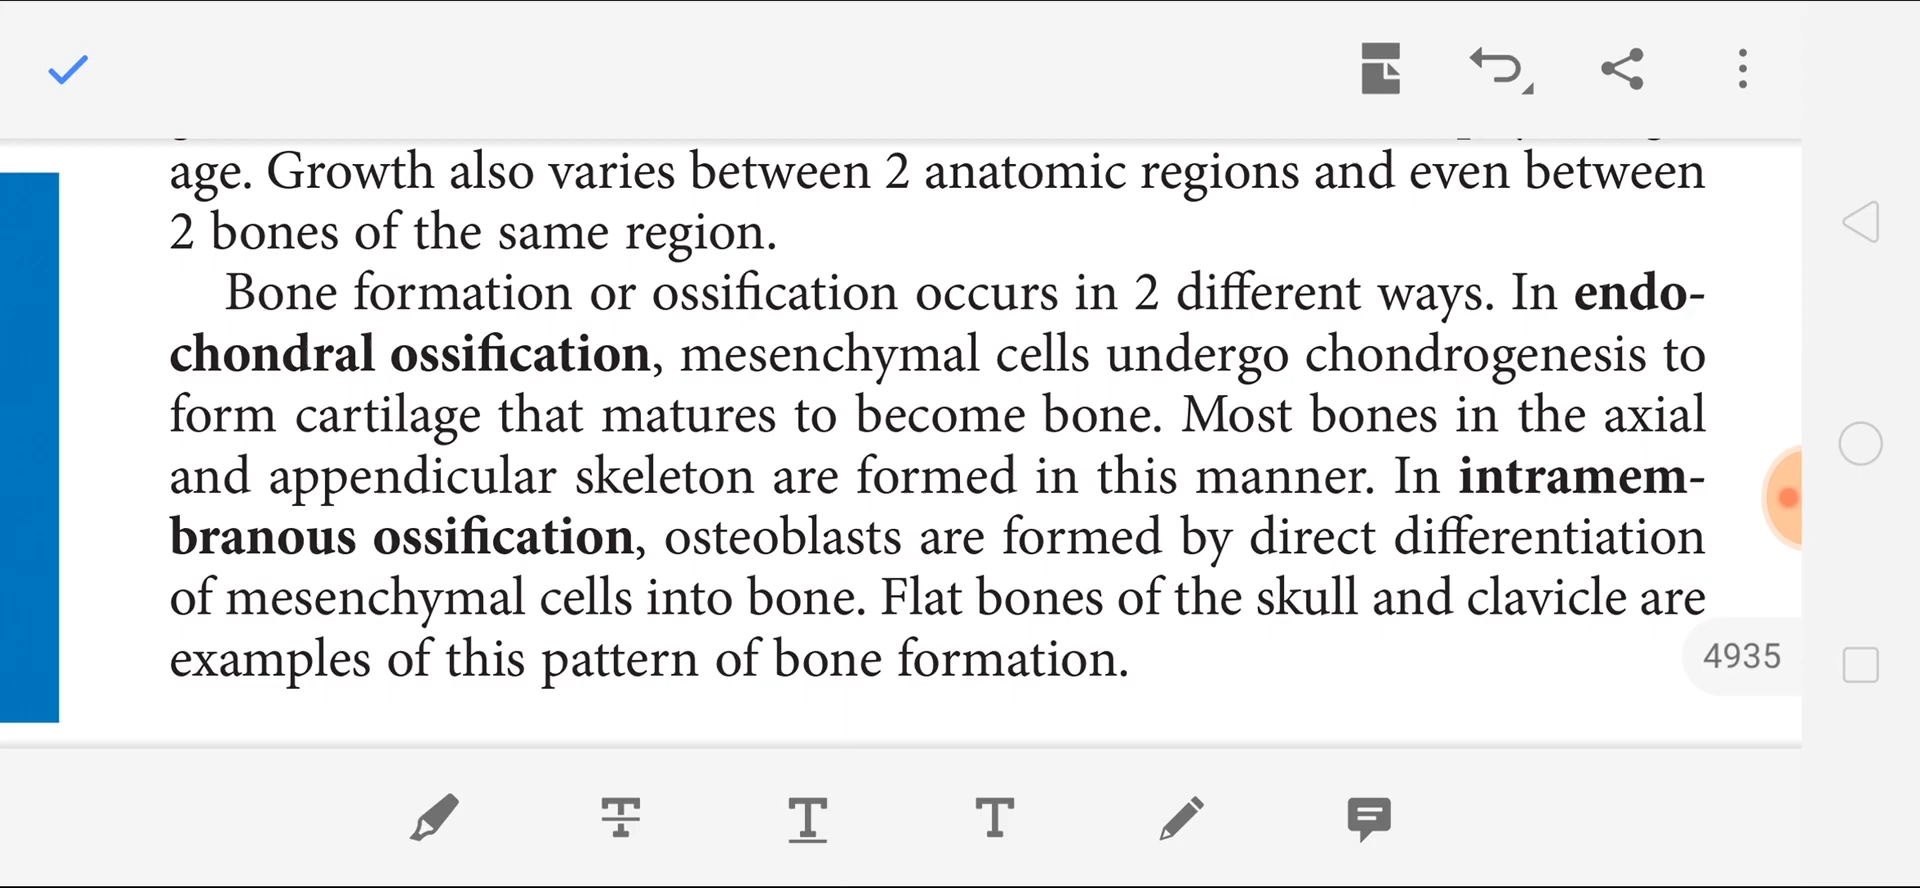 age. Growth also varies between 2 anatomic regions and even between
2 bones of the same region.
Bone formation or ossification occurs in 2 different ways. In endo-
chondral ossification, mesenchymal cells undergo chondrogenesis to
form cartilage that matures to become bone. Most bones in the axial
and appendicular skeleton are formed in this manner. In intramem-
branous ossification, osteoblasts are formed by direct differentiation
of mesenchymal cells into bone. Flat bones of the skull and clavicle are
examples of this pattern of bone formation.
4935